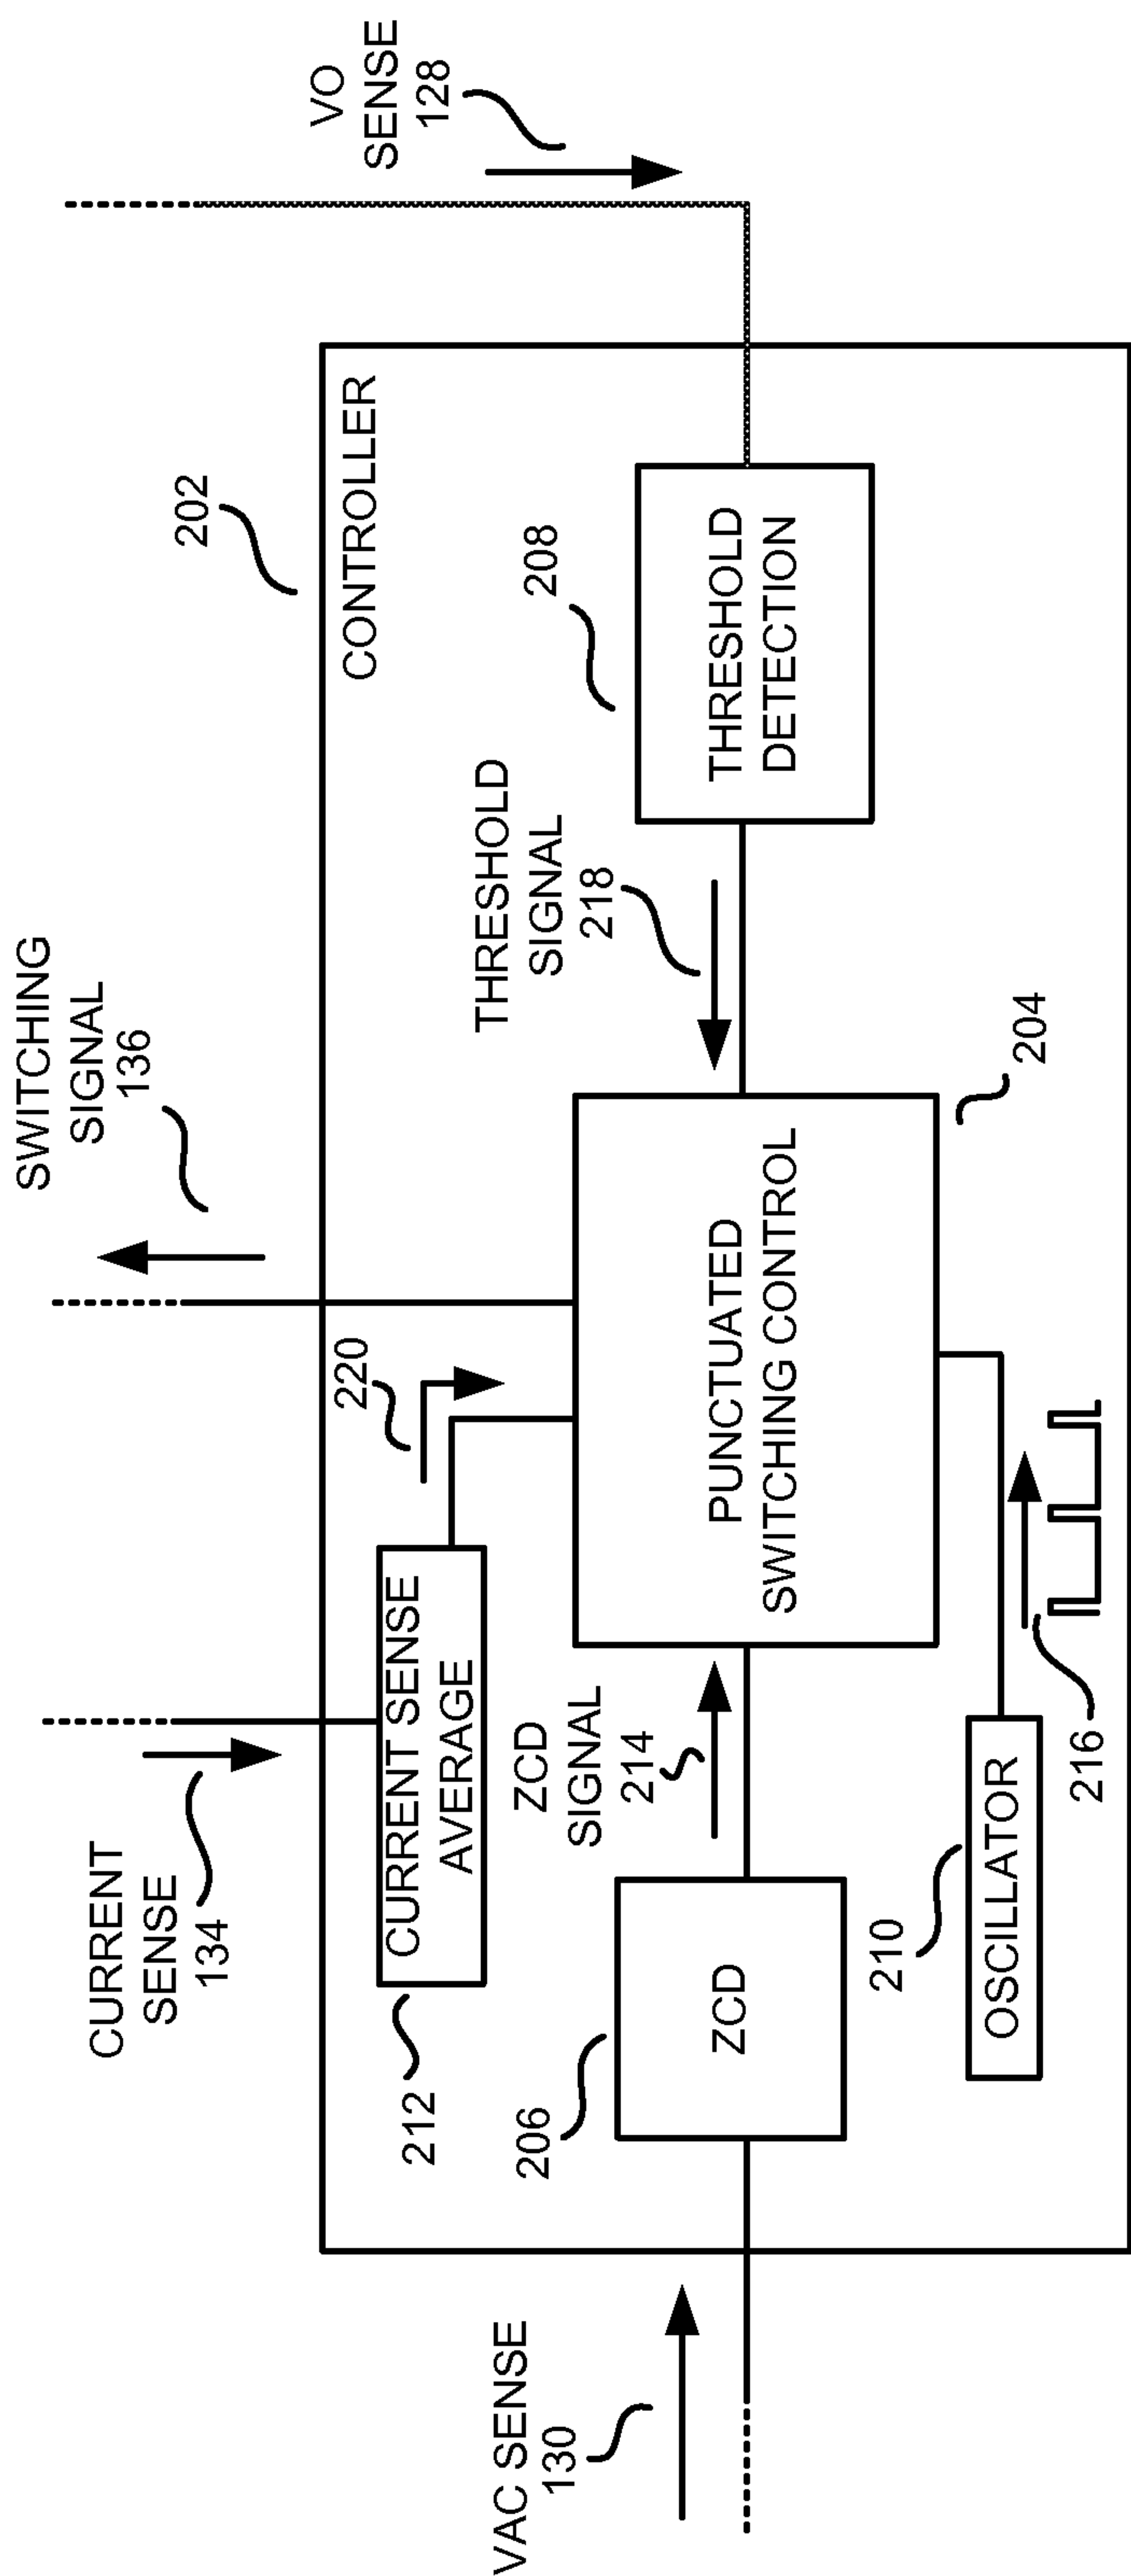 SWITCHING
SIGNAL
136
CURRENT
SENSE
134
VO
SENSE
128
202
CONTROLLER
220
212
CURRENT SENSE
AVERAGE
THRESHOLD
SIGNAL
218
208
THRESHOLD
DETECTION
VAC SENSE
130
206
ZCD
ZCD
SIGNAL
214
PUNCTUATED
SWITCHING CONTROL
204
210
OSCILLATOR
216